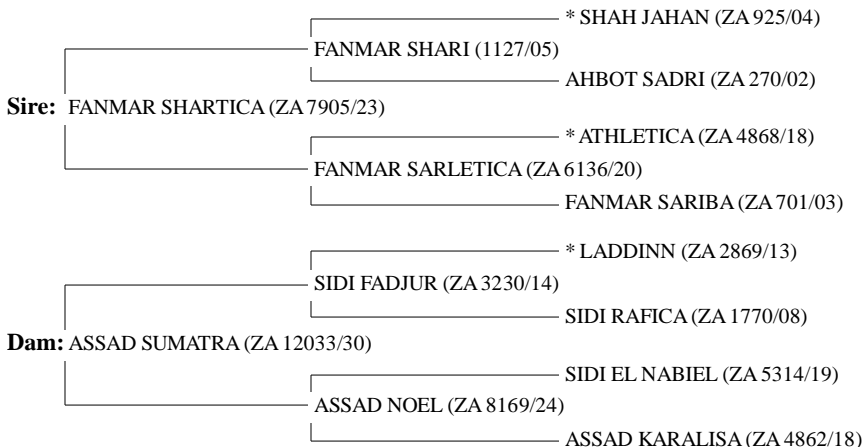 * SHAH JAHAN (ZA 925/04)
FANMAR SHARI (1127/05)
AHBOT SADRI (ZA 270/02)
Sire: FANMAR SHARTICA (ZA 7905/23)
* ATHLETICA (ZA 4868/18)
FANMAR SARLETICA (ZA 6136/20)
FANMAR SARIBA (ZA 701/03)
* LADDINN (ZA 2869/13)
SIDI FADJUR (ZA 3230/14)
SIDI RAFICA (ZA 1770/08)
Dam: ASSAD SUMATRA (ZA 12033/30)
SIDI EL NABIEL (ZA 5314/19)
ASSAD NOEL (ZA 8169/24)
ASSAD KARALISA (ZA 4862/18)